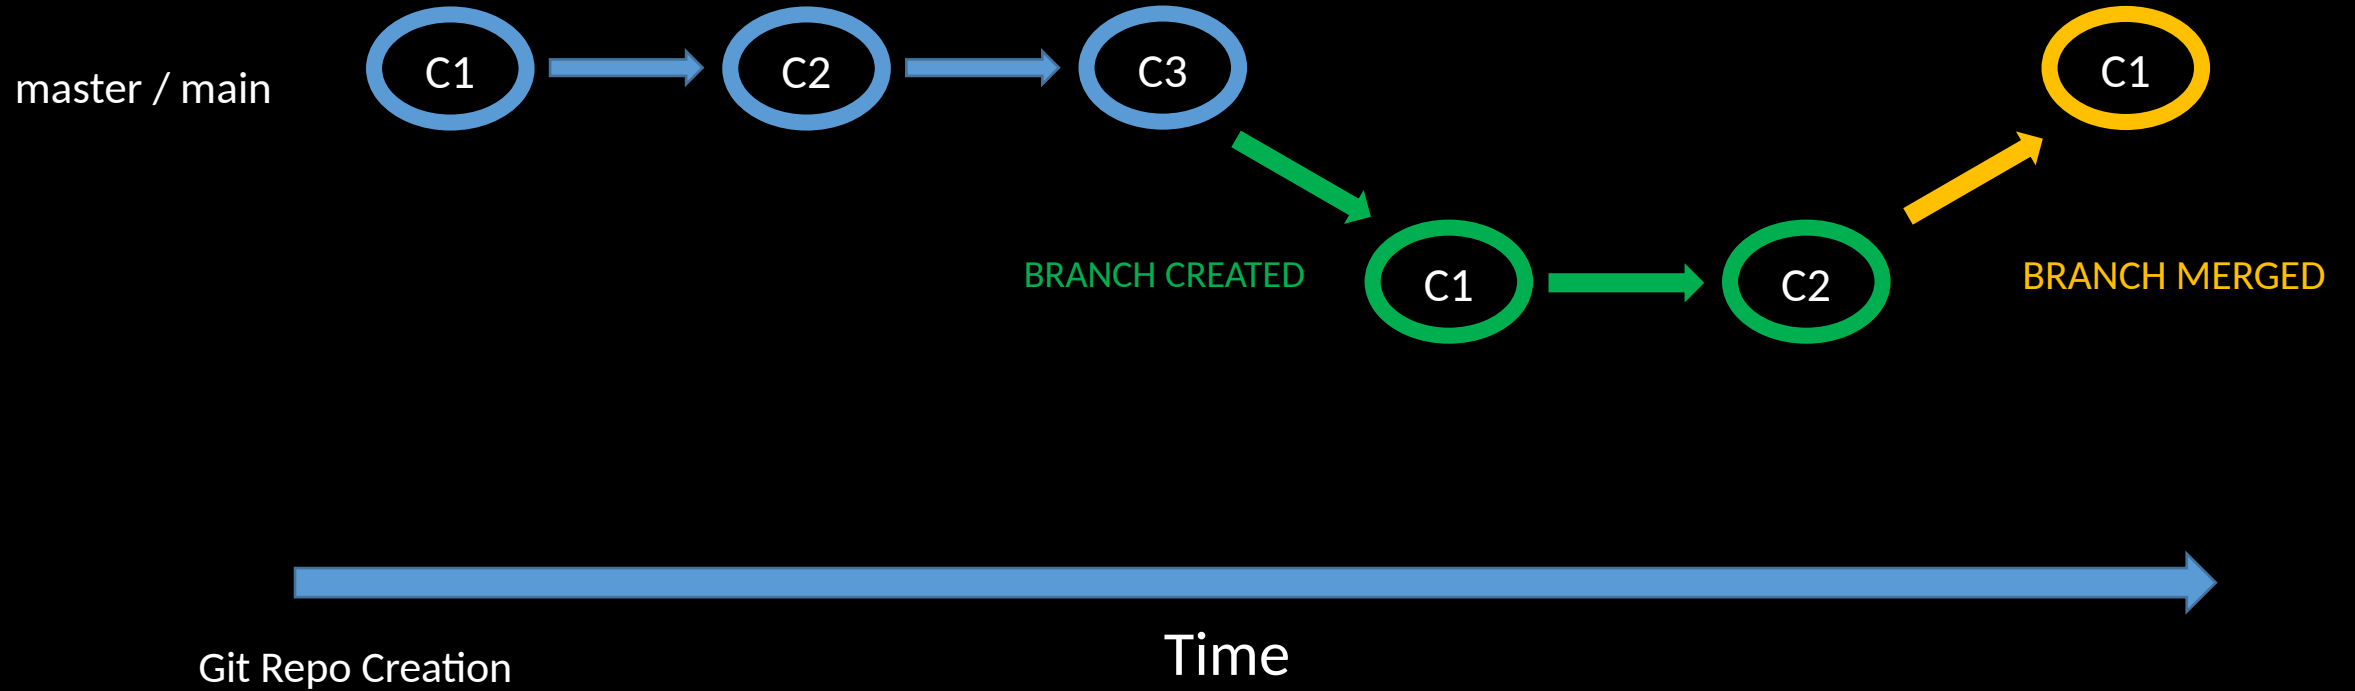 master / main
C1
C2
C3
C1
BRANCH CREATED
C1
C2
BRANCH MERGED
Time
Git Repo Creation